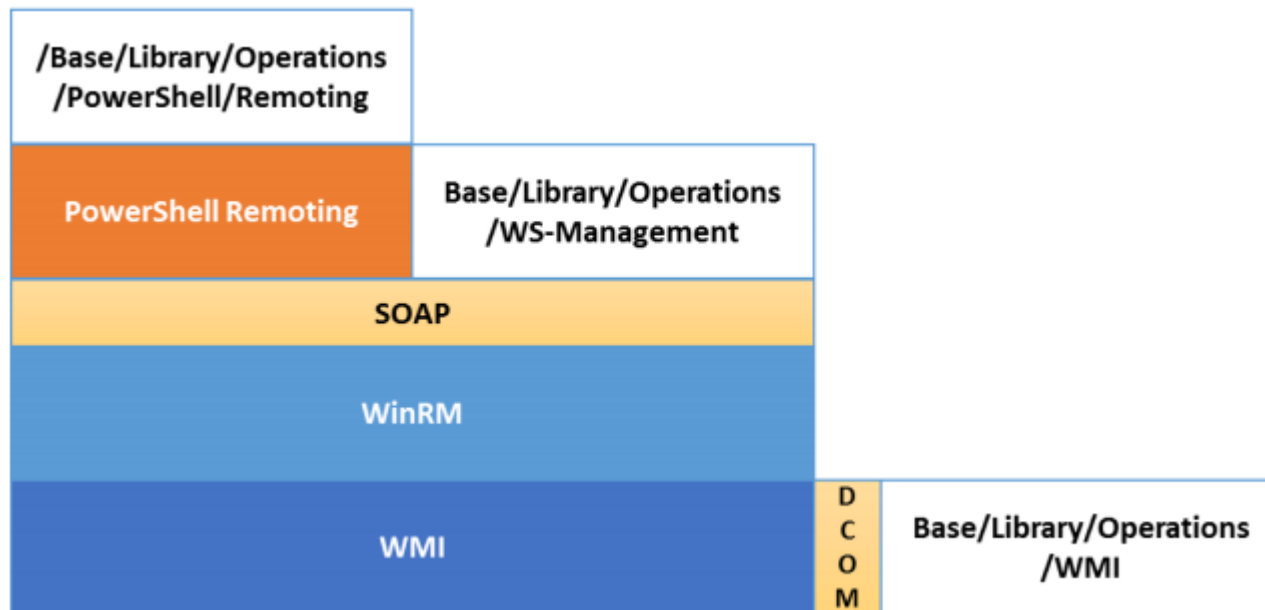 /Base/Library/Operations
/PowerShell/Remoting
PowerShell Remoting
Base/Library/Operations
/WS-Management
SOAP
WinRM
WMI
D
C
O
M
Base/Library/Operations
/WMI